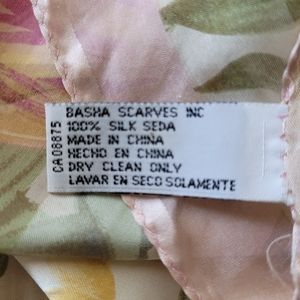 BASHA SCARVES INC
100% SILK SEDA
MADE IN CHINA
HECHO EN CHINA
DRY CLEAN ONLY
LAVAR EN SECO SOLAMENTE
CA08875